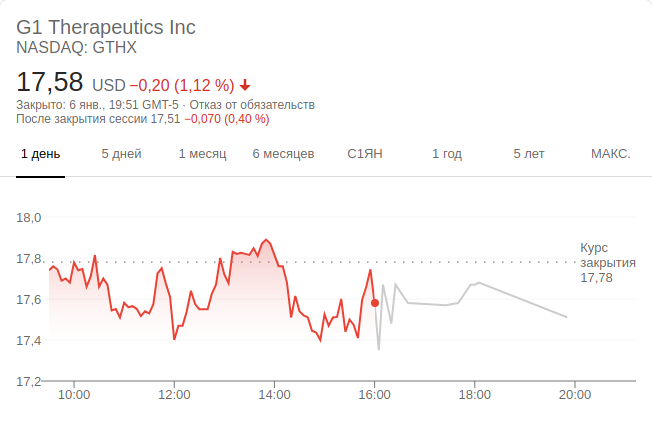 G1 Therapeutics Inc
NASDAQ: GTHX
17,58 USD −0,20 (1,12 %)
Закрыто: 6 янв., 19:51 GMT-5 · Отказ от обязательств
После закрытия сессии 17,51 −0,070 (0,40 %)
1 день 5 дней 1 месяц 6 месяцев С1ЯН 1 год 5 лет МАКС.
18,0
17,8
17,6
17,4
17,2
Курс
закрытия
17,78
10:00 12:00 14:00 16:00 18:00 20:00